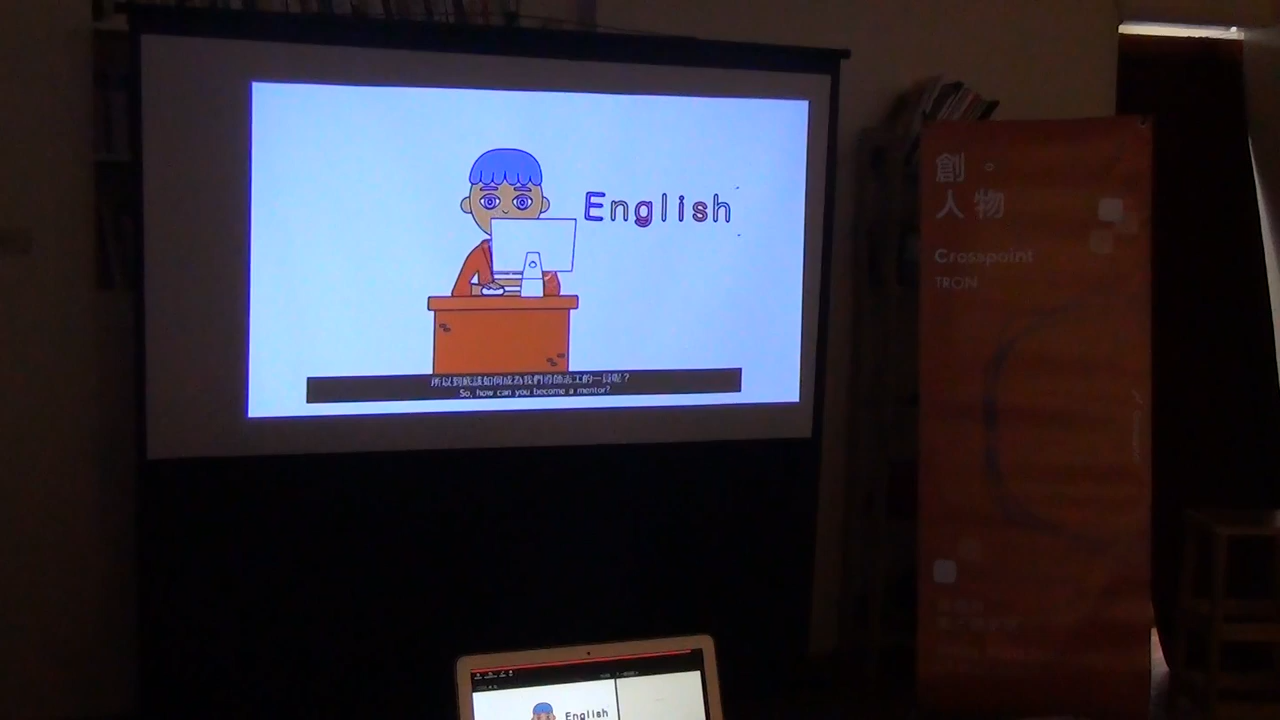 English
所以到底該如何成為我們導師志工的一員呢？
So, how can you become a mentor?
創。
人物
Crosspoint
TRON
English